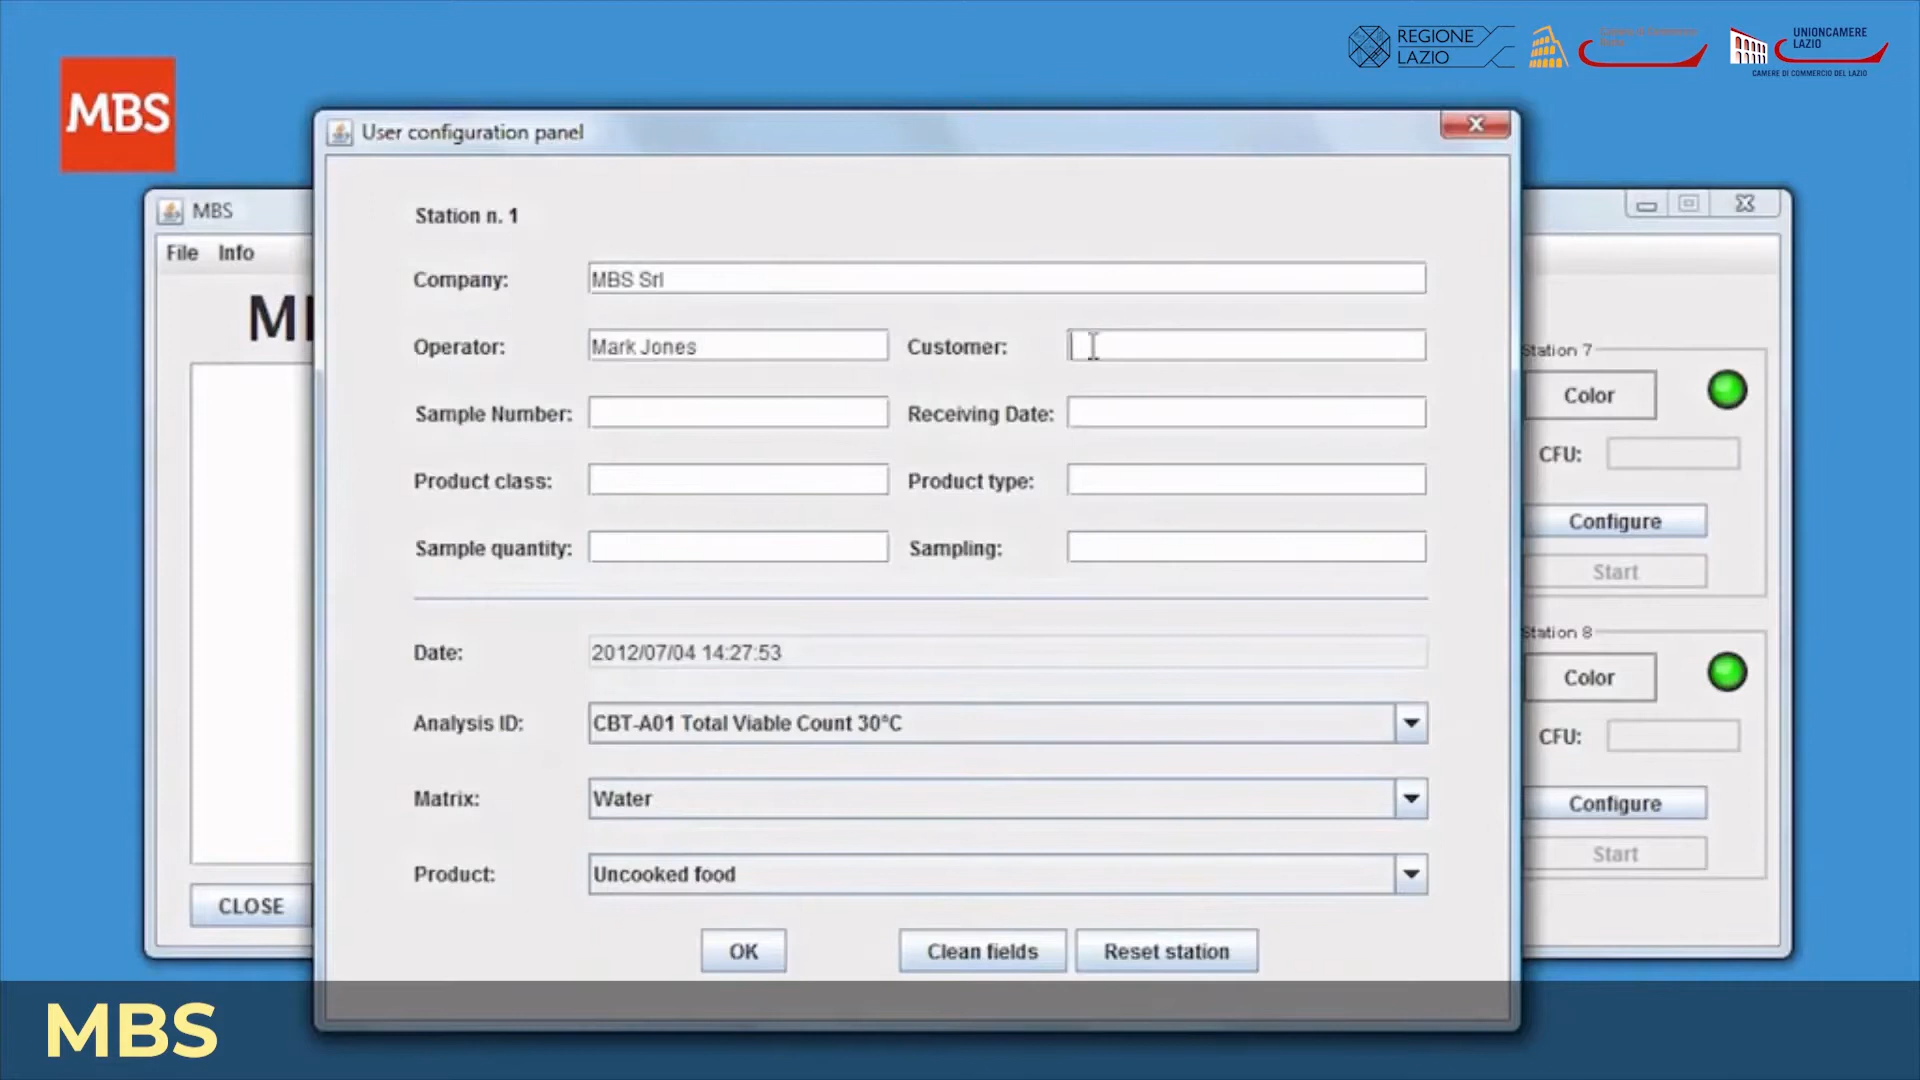 REGIONE
LAZIO
UNIONCAMERE
LAZIO
CAMERE DI COMMERCIO DEL LAZIO
MBS
User configuration panel
MBS
File Info
Station n. 1
Company: MBS Srl
Operator: Mark Jones Customer:
Sample Number: Receiving Date:
Product class: Product type:
Sample quantity: Sampling:
Date: 2012/07/04 14:27:53
Analysis ID: CBT-A01 Total Viable Count 30°C
Matrix: Water
Product: Uncooked food
OK Clean fields Reset station
CLOSE
Station 7
Color
CFU:
Configure
Start
Station 8
Color
CFU:
Configure
Start
MBS